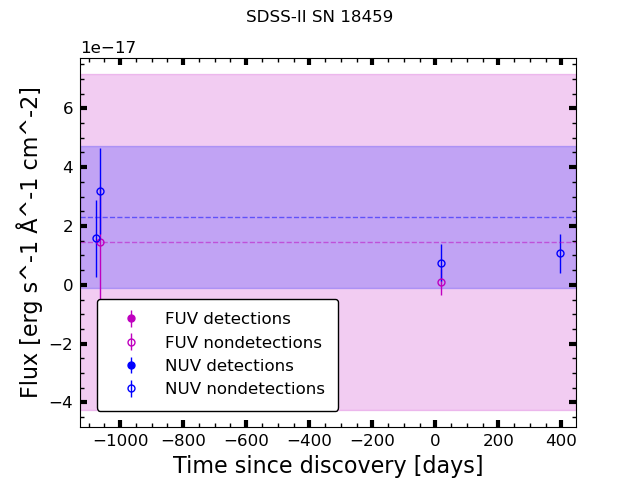 SDSS-II SN 18459
1e−17
6
4
2
0
−2
−4
Flux [erg s^-1 Å^-1 cm^-2]
FUV detections
FUV nondetections
NUV detections
NUV nondetections
−1000 −800 −600 −400 −200 0 200 400
Time since discovery [days]